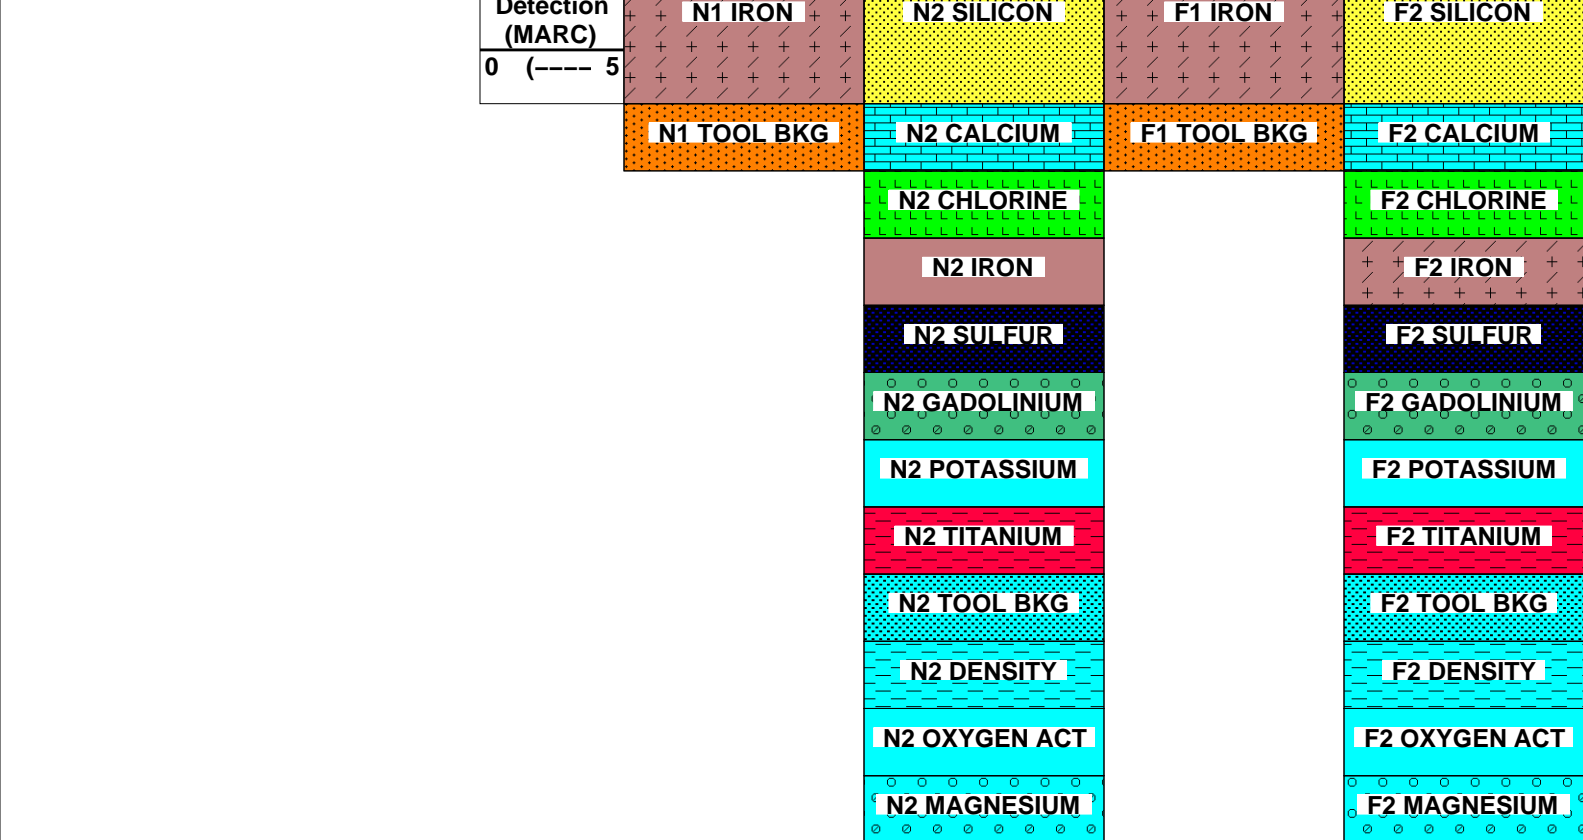 Detection
(MARC)
0 (---- 5
N1 IRON N2 SILICON F1 IRON F2 SILICON
N1 TOOL BKG N2 CALCIUM F1 TOOL BKG F2 CALCIUM
N2 CHLORINE F2 CHLORINE
N2 IRON F2 IRON
N2 SULFUR F2 SULFUR
N2 GADOLINIUM F2 GADOLINIUM
N2 POTASSIUM F2 POTASSIUM
N2 TITANIUM F2 TITANIUM
N2 TOOL BKG F2 TOOL BKG
N2 DENSITY F2 DENSITY
N2 OXYGEN ACT F2 OXYGEN ACT
N2 MAGNESIUM F2 MAGNESIUM